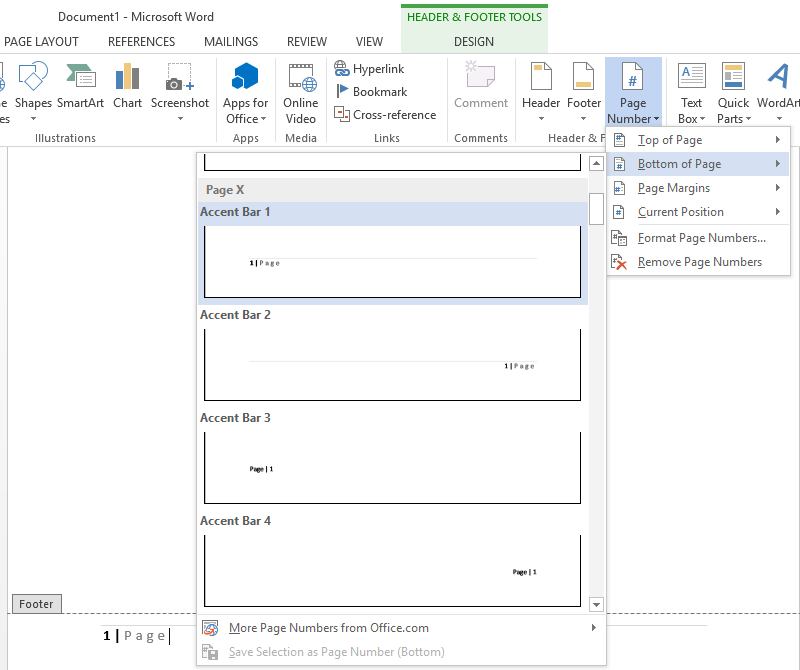 Document1 - Microsoft Word
HEADER & FOOTER TOOLS
PAGE LAYOUT REFERENCES MAILINGS REVIEW VIEW DESIGN
Shapes SmartArt Chart Screenshot
Illustrations
Apps for Office
Apps
Online Video
Media
Hyperlink
Bookmark
Cross-reference
Links
Comment
Comments
Header Footer Page Number
Header & F
Text Box Quick Parts WordArt
Top of Page
Bottom of Page
Page Margins
Current Position
Format Page Numbers...
Remove Page Numbers
Page X
Accent Bar 1
1 | Page
Accent Bar 2
1 | Page
Accent Bar 3
Page | 1
Accent Bar 4
Page | 1
More Page Numbers from Office.com
Save Selection as Page Number (Bottom)
Footer
1 | Page